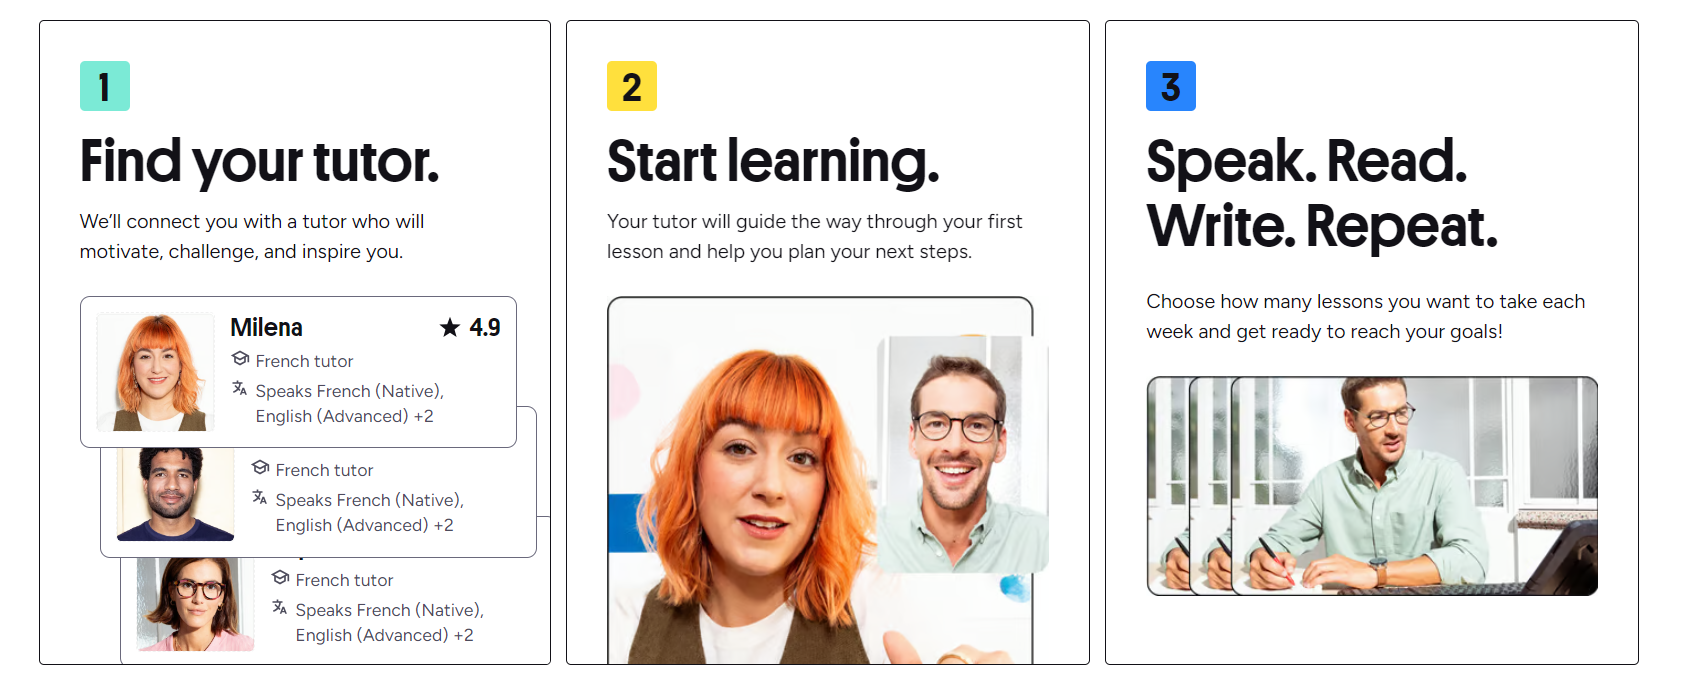 1
Find your tutor.
We'll connect you with a tutor who will
motivate, challenge, and inspire you.
Milena
★ 4.9
French tutor
Speaks French (Native),
English (Advanced) +2
French tutor
Speaks French (Native),
English (Advanced) +2
French tutor
Speaks French (Native),
English (Advanced) +2
2
Start learning.
Your tutor will guide the way through your first
lesson and help you plan your next steps.
3
Speak. Read.
Write. Repeat.
Choose how many lessons you want to take each
week and get ready to reach your goals!